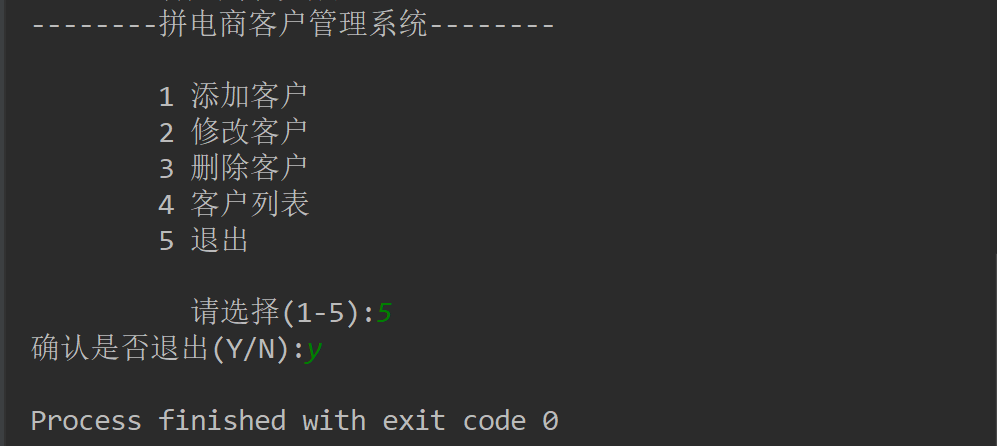 --------拼电商客户管理系统--------
1 添加客户
2 修改客户
3 删除客户
4 客户列表
5 退出
请选择(1-5):5
确认是否退出(Y/N):y
Process finished with exit code 0